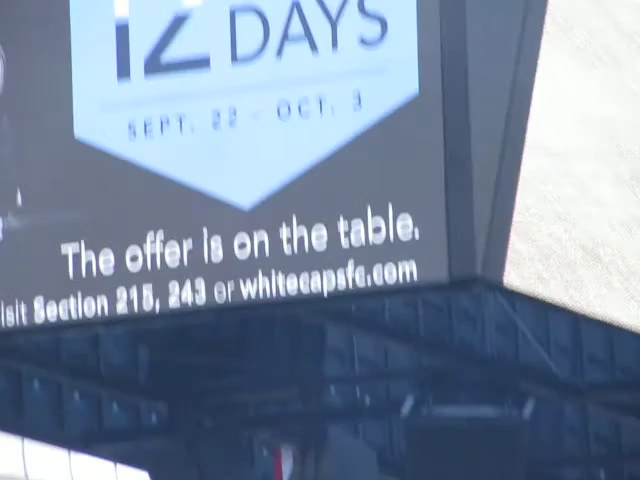 12 DAYS
SEPT. 22 - OCT. 3
The offer is on the table.
isit Section 215, 243 or whitecapsfc.com